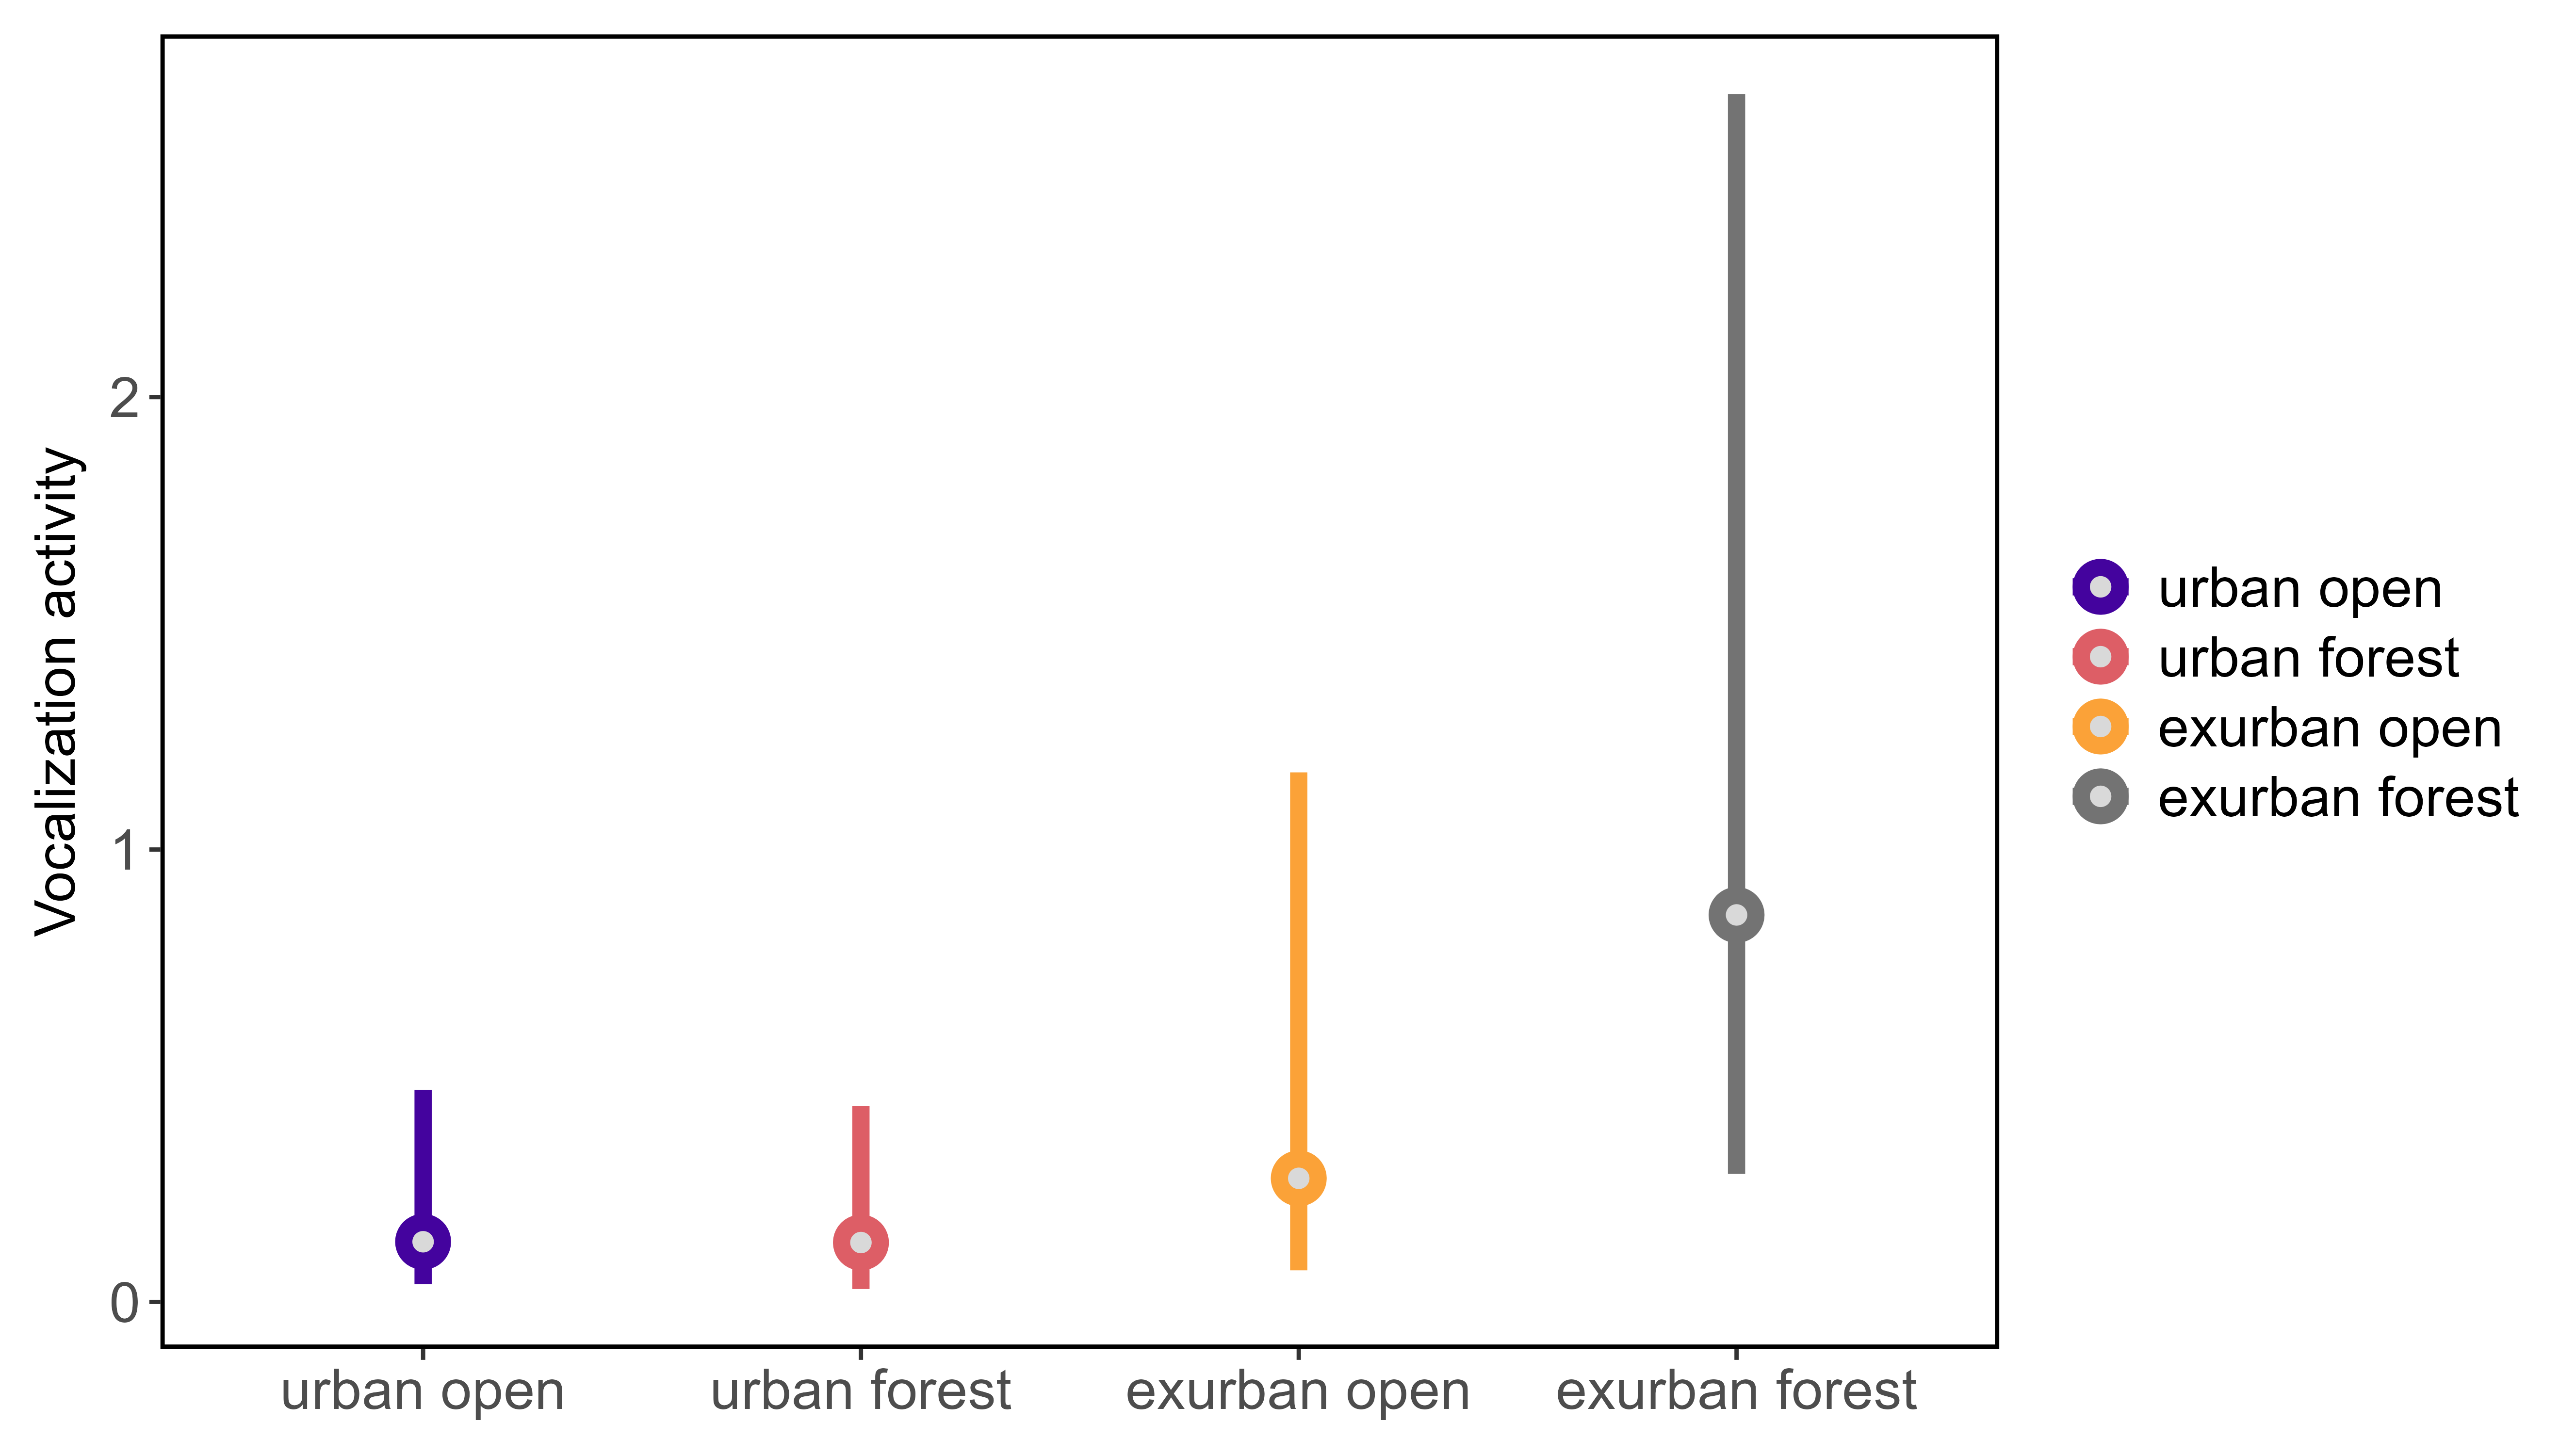 Vocalization activity
2
1
0
urban open
urban forest
exurban open
exurban forest
urban open
urban forest
exurban open
exurban forest